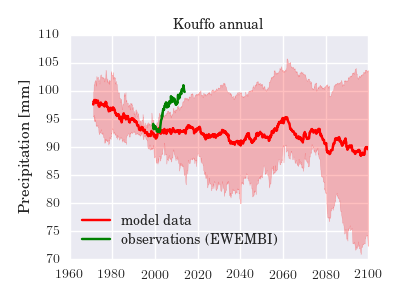 Kouffo annual
Precipitation [mm]
110
105
100
95
90
85
80
75
70
model data
observations (EWEMBI)
1960 1980 2000 2020 2040 2060 2080 2100